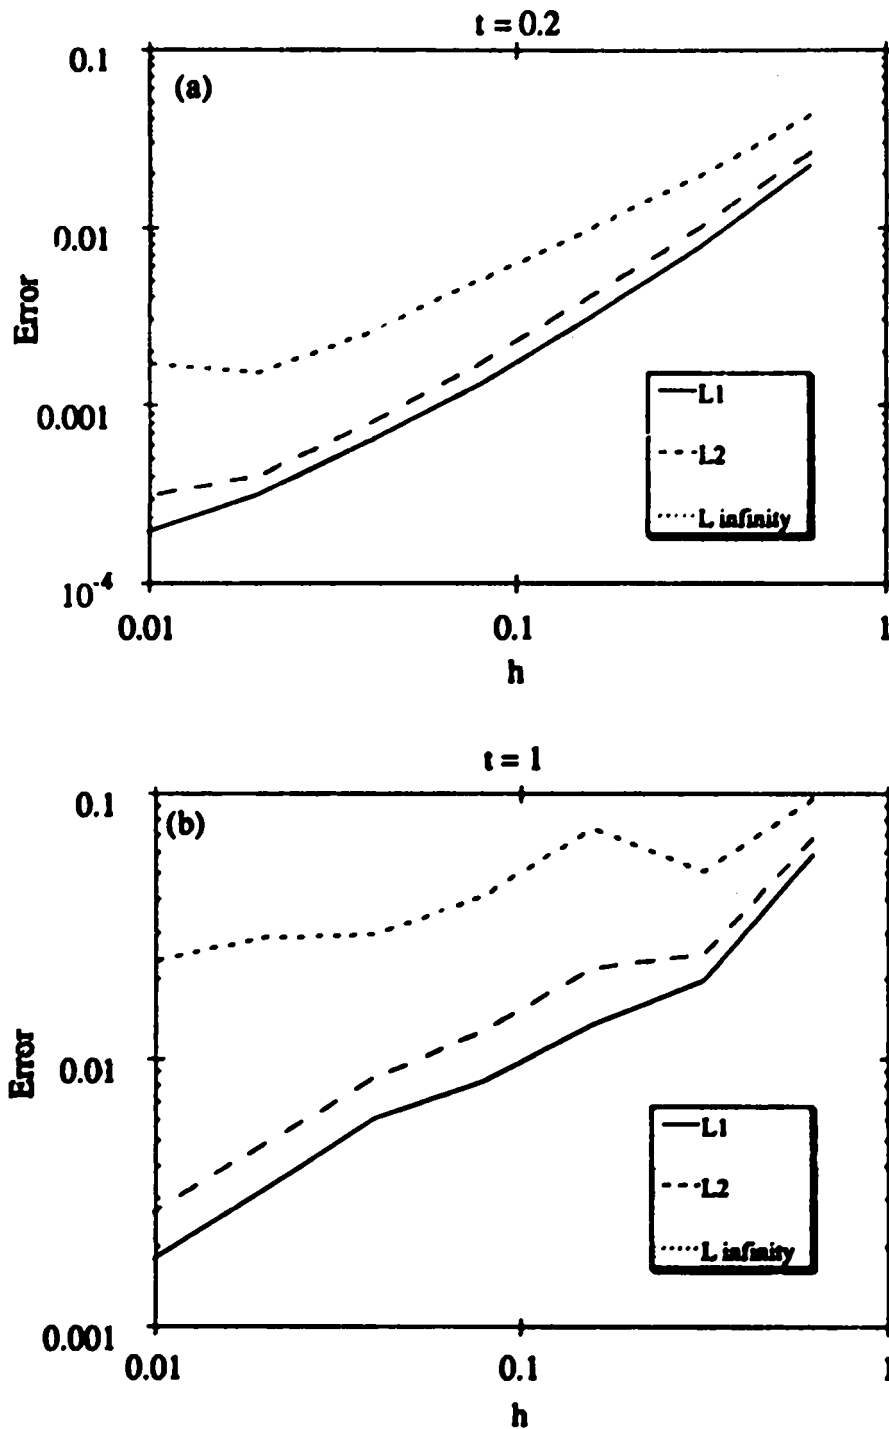 t = 0.2
(a)
0.1
0.01
0.001
10⁻⁴
Error
L1
L2
L infinity
0.01
0.1
1
h
t = 1
(b)
0.1
0.01
0.001
Error
L1
L2
L infinity
0.01
0.1
1
h